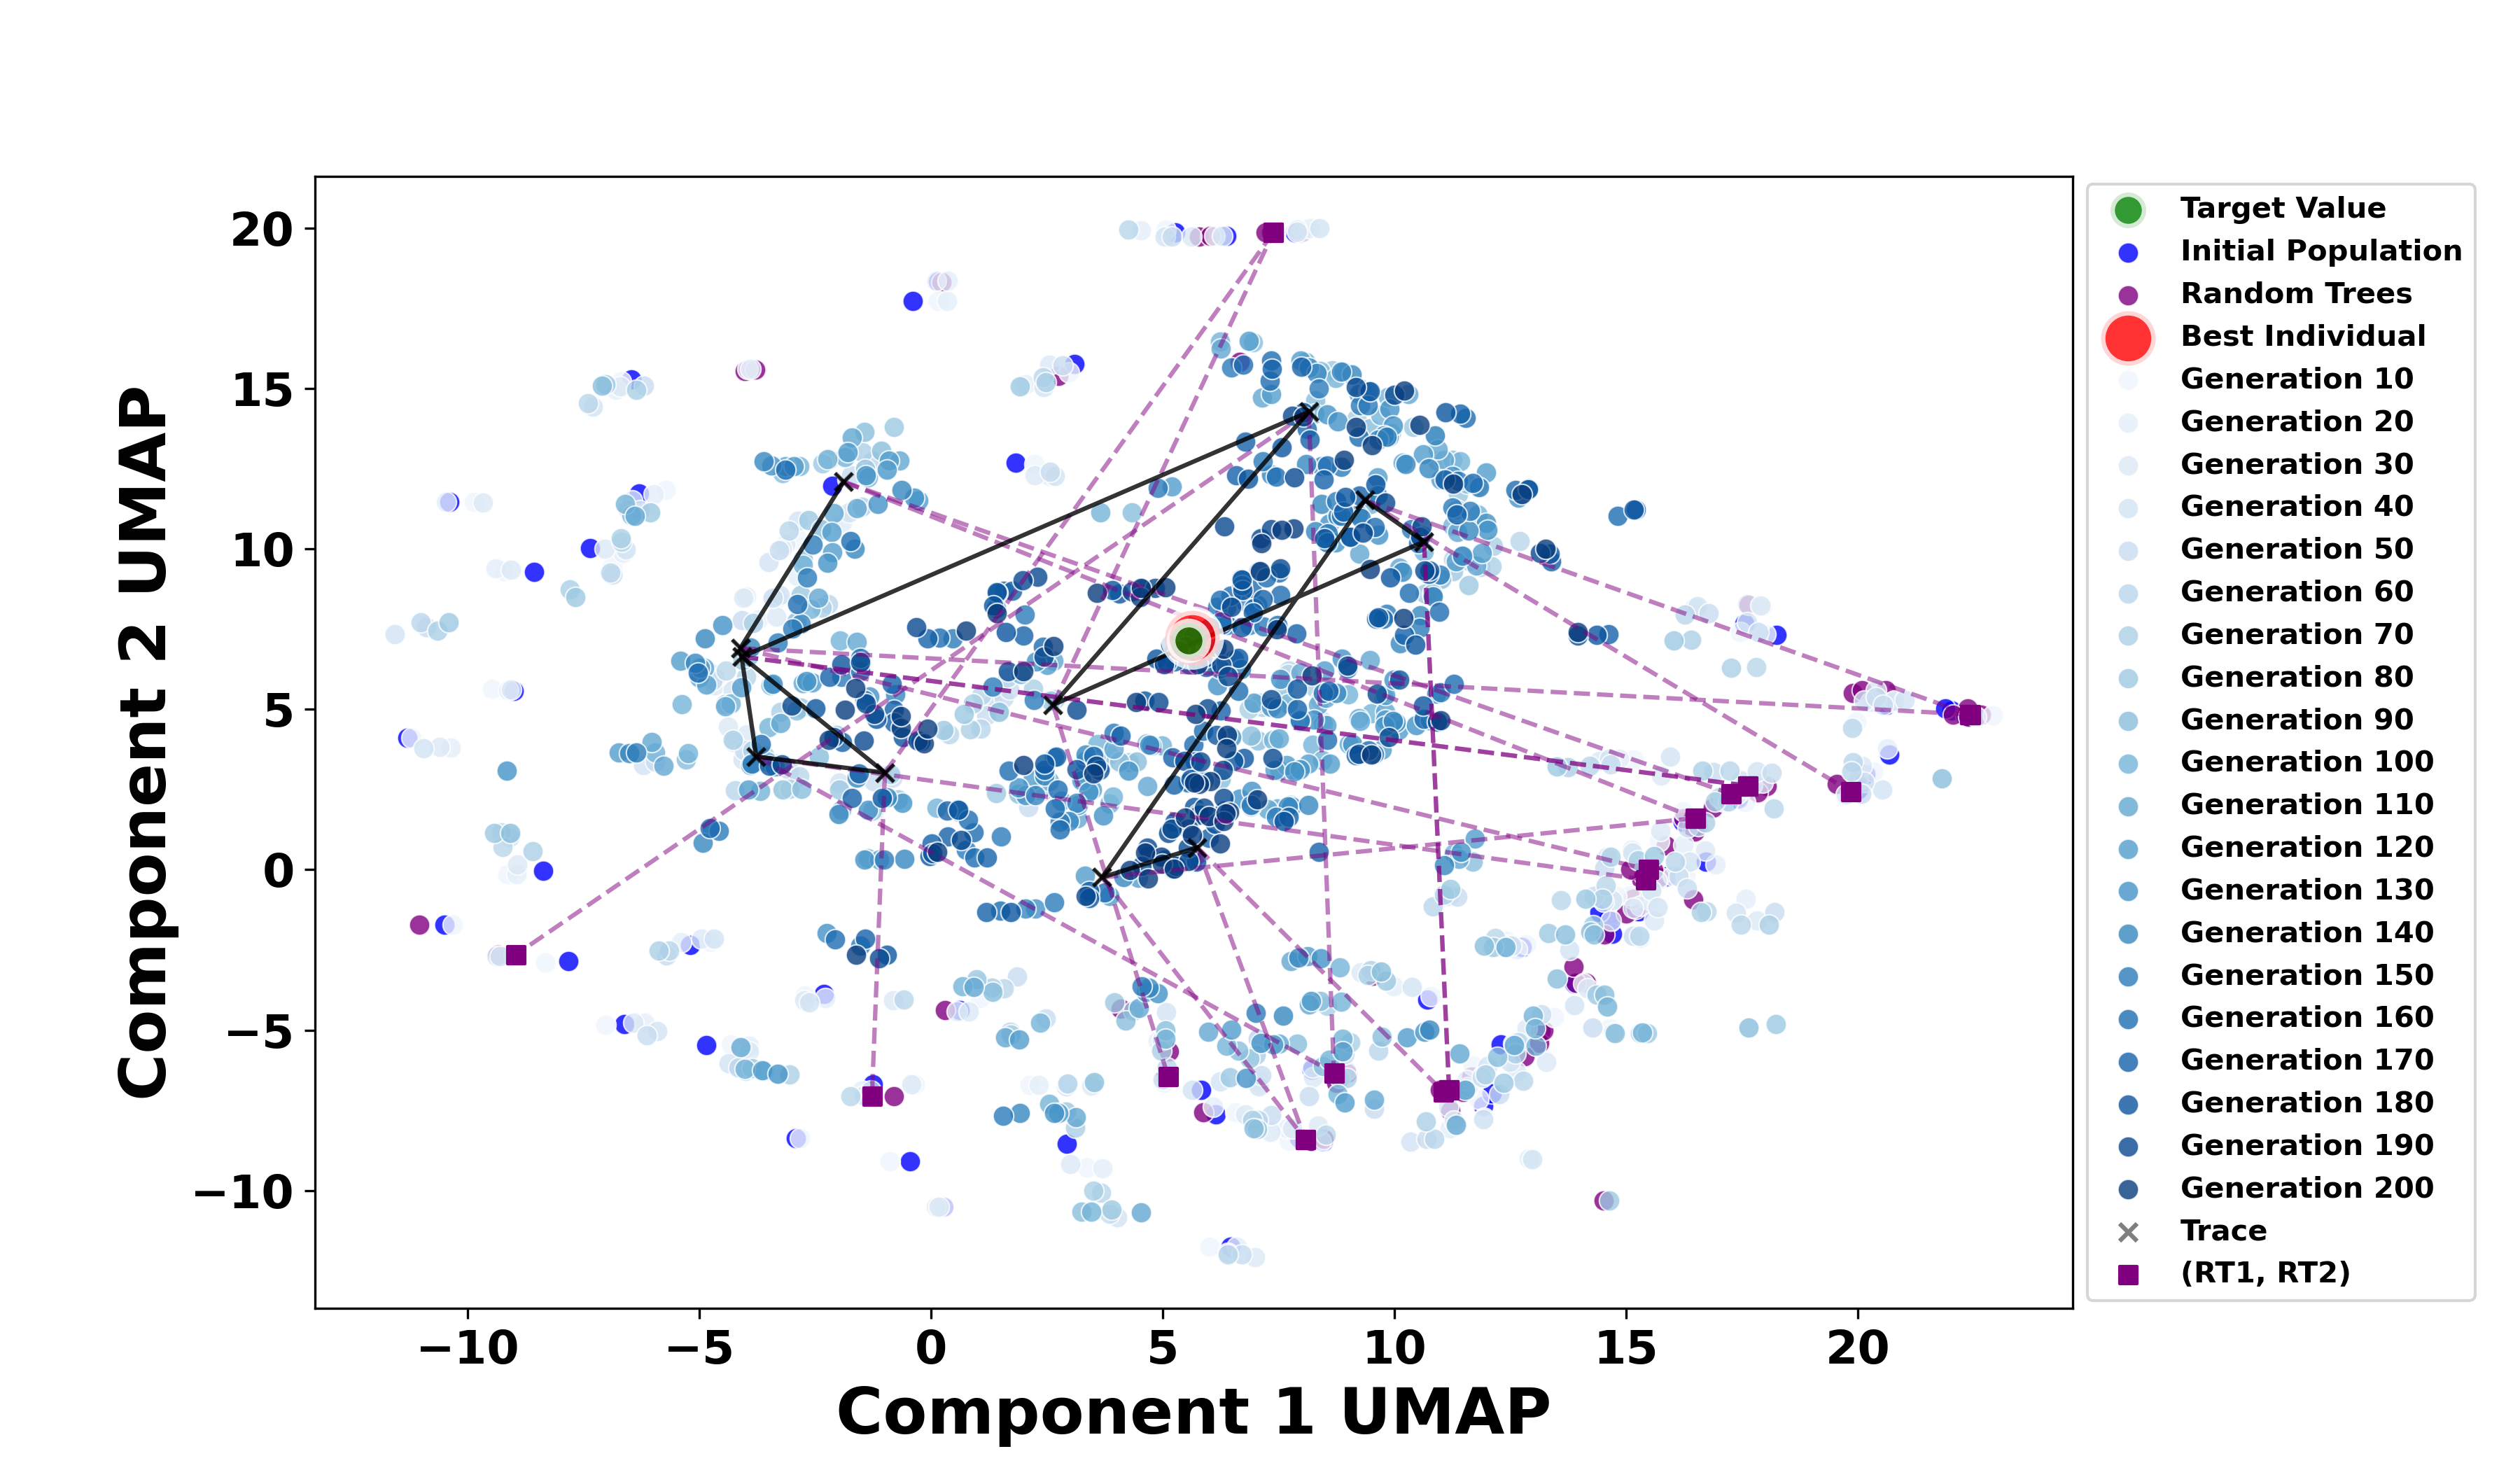 20
15
10
5
0
−5
−10
Component 2 UMAP
−10
−5
0
5
10
15
20
Component 1 UMAP
Target Value
Initial Population
Random Trees
Best Individual
Generation 10
Generation 20
Generation 30
Generation 40
Generation 50
Generation 60
Generation 70
Generation 80
Generation 90
Generation 100
Generation 110
Generation 120
Generation 130
Generation 140
Generation 150
Generation 160
Generation 170
Generation 180
Generation 190
Generation 200
Trace
(RT1, RT2)